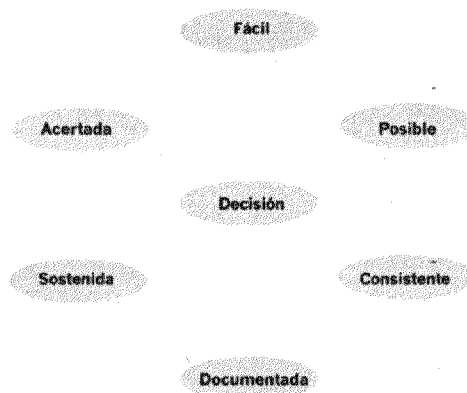 Fácil
Acertada
Posible
Decisión
Sostenida
Consistente
Documentada